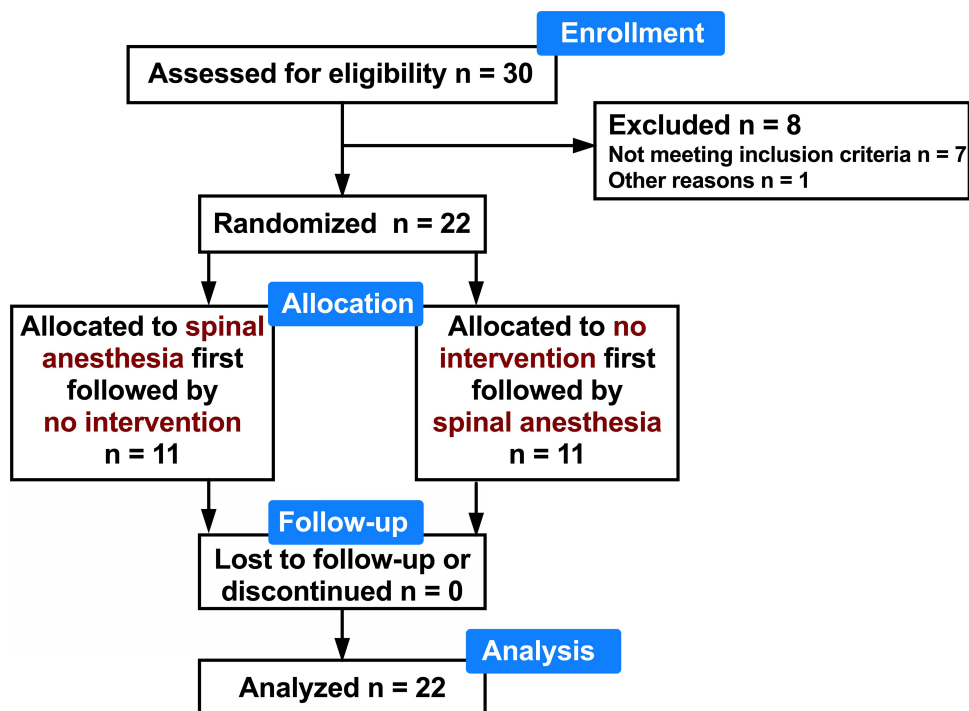 Enrollment
Assessed for eligibility n = 30
Excluded n = 8
Not meeting inclusion criteria n = 7
Other reasons n = 1
Randomized n = 22
Allocation
Allocated to spinal
anesthesia first
followed by
no intervention
n = 11
Allocated to no
intervention first
followed by
spinal anesthesia
n = 11
Follow-up
Lost to follow-up or
discontinued n = 0
Analysis
Analyzed n = 22